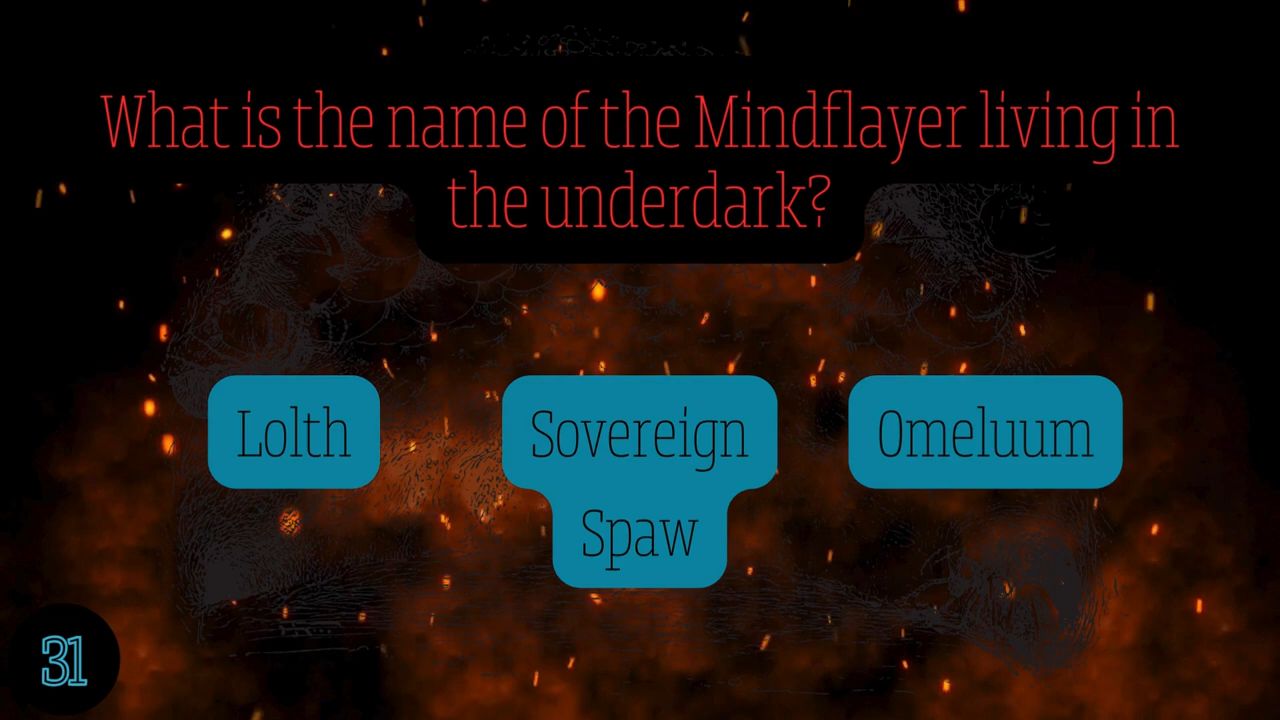 What is the name of the Mindflayer living in
the underdark?
Lolth
Sovereign
Spaw
Omeluum
31